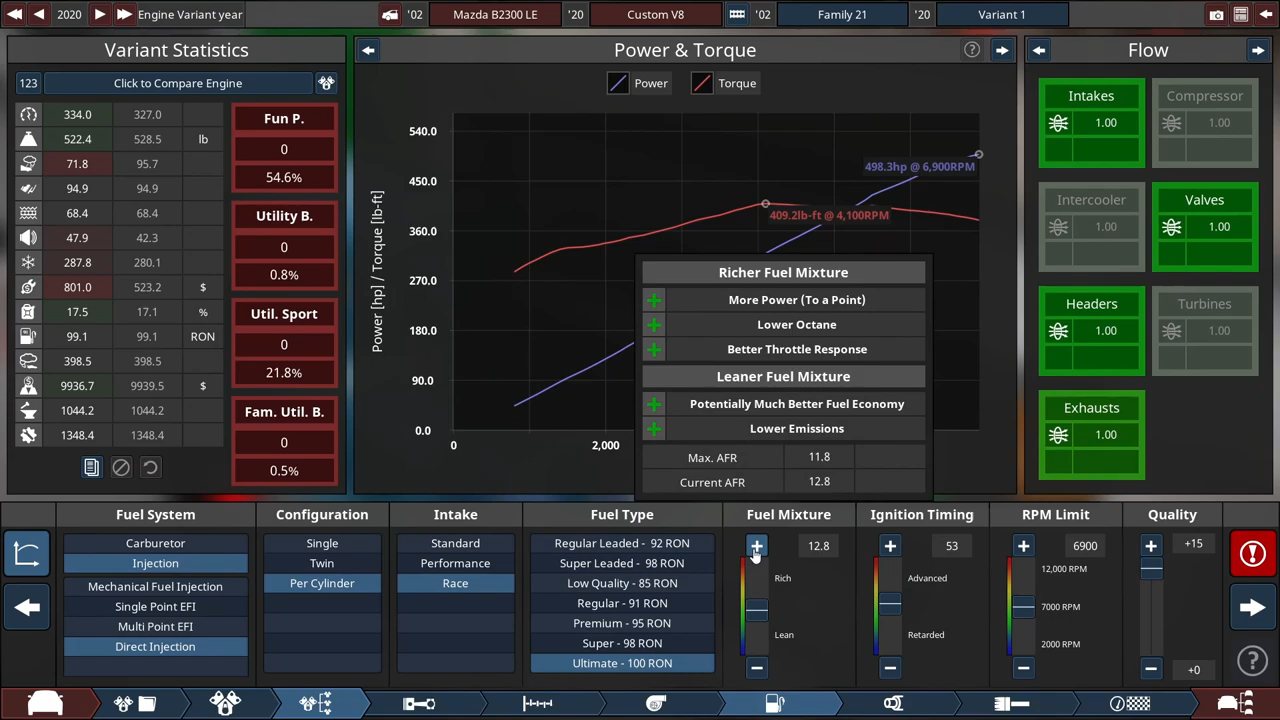 2020 Engine Variant year '02 Mazda B2300 LE '20 Custom V8 '02 Family 21 '20 Variant 1
Variant Statistics
123 Click to Compare Engine
334.0 327.0
522.4 528.5 lb
71.8 95.7
94.9 94.9
68.4 68.4
47.9 42.3
287.8 280.1
801.0 523.2 $
17.5 17.1 %
99.1 99.1 RON
398.5 398.5
9936.7 9939.5 $
1044.2 1044.2
1348.4 1348.4
Fun P.
0
54.6%
Utility B.
0
0.8%
Util. Sport
0
21.8%
Fam. Util. B.
0
0.5%
Power & Torque
?
Power Torque
Power [hp] / Torque [lb-ft]
540.0
450.0
360.0
270.0
180.0
90.0
0.0
0 2,000
498.3hp @ 6,900RPM
409.2lb-ft @ 4,100RPM
Richer Fuel Mixture
More Power (To a Point)
Lower Octane
Better Throttle Response
Leaner Fuel Mixture
Potentially Much Better Fuel Economy
Lower Emissions
Max. AFR 11.8
Current AFR 12.8
Flow
Intakes
1.00
Compressor
1.00
Intercooler
1.00
Valves
1.00
Headers
1.00
Turbines
1.00
Exhausts
1.00
Fuel System
Carburetor
Injection
Mechanical Fuel Injection
Single Point EFI
Multi Point EFI
Direct Injection
Configuration
Single
Twin
Per Cylinder
Intake
Standard
Performance
Race
Fuel Type
Regular Leaded - 92 RON
Super Leaded - 98 RON
Low Quality - 85 RON
Regular - 91 RON
Premium - 95 RON
Super - 98 RON
Ultimate - 100 RON
Fuel Mixture
12.8
Rich
Lean
Ignition Timing
53
Advanced
Retarded
RPM Limit
6900
12,000 RPM
7000 RPM
2000 RPM
Quality
+15
+0
?